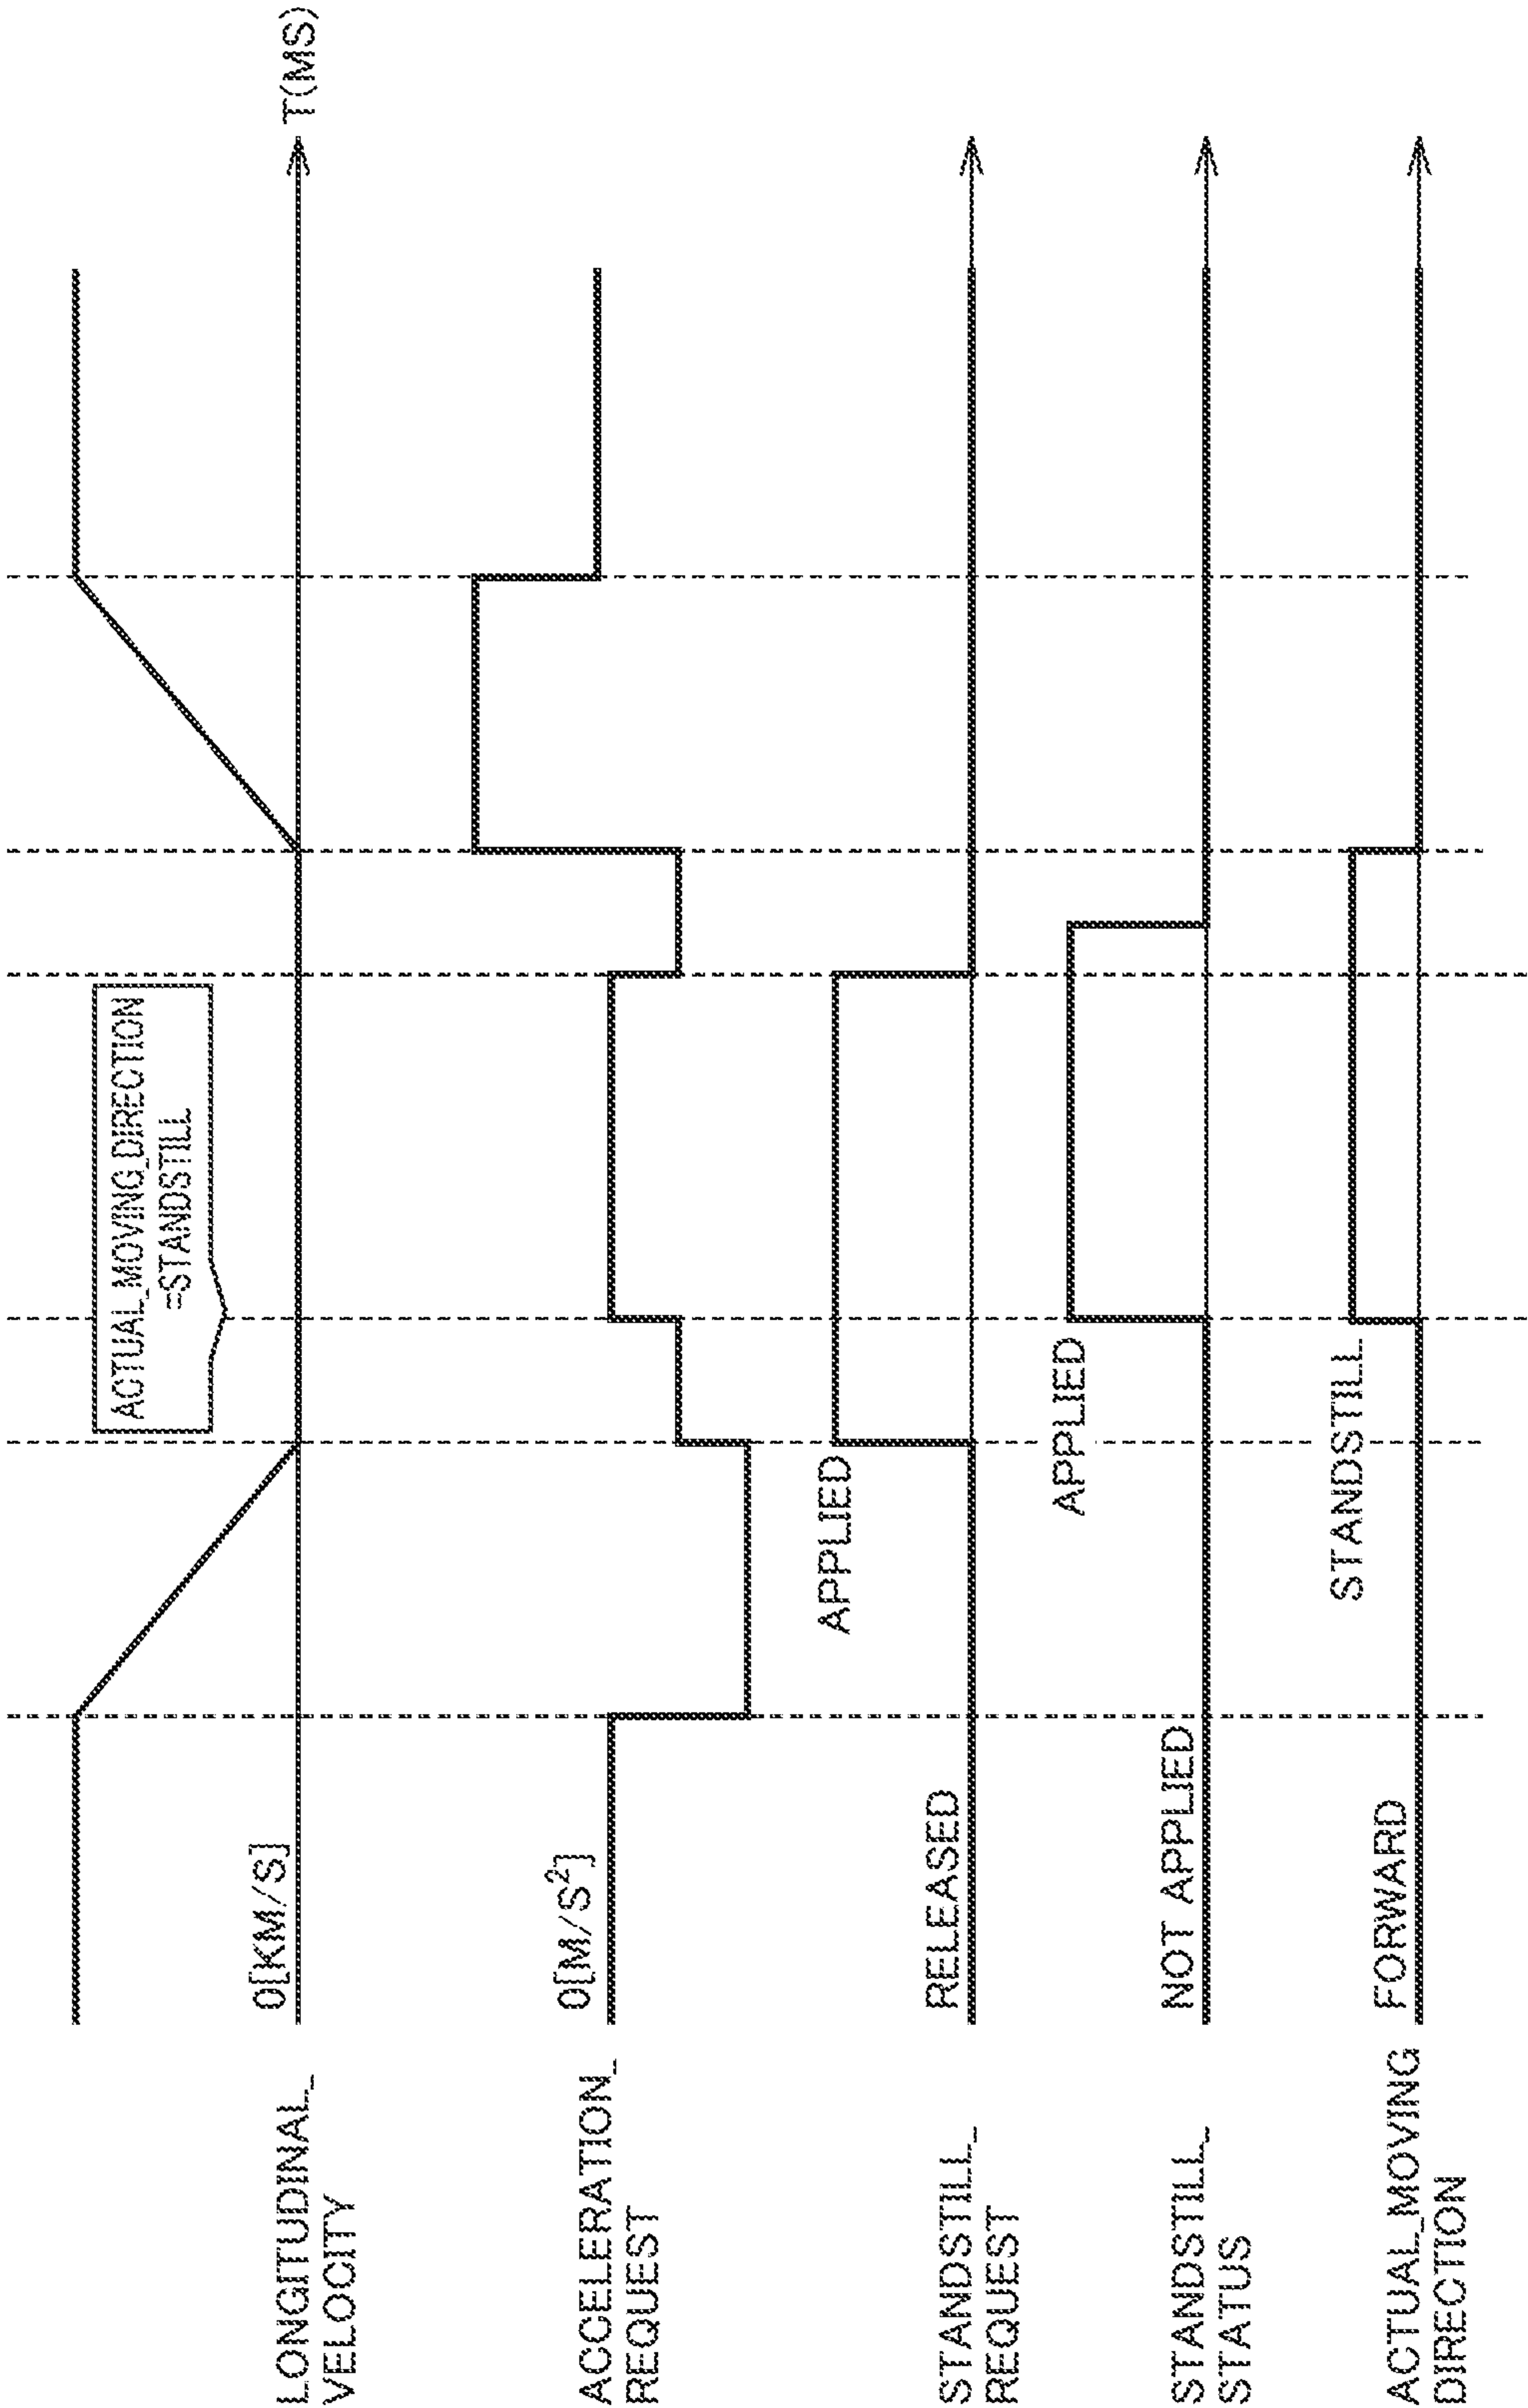 T(MS)
ACTUAL_MOVING_DIRECTION
=STANDSTILL
LONGITUDINAL_
VELOCITY
0[KM/S]
ACCELERATION_
REQUEST
0[M/S²]
STANDSTILL_
REQUEST
RELEASED
APPLIED
STANDSTILL_
STATUS
NOT APPLIED
APPLIED
ACTUAL_MOVING
DIRECTION
FORWARD
STANDSTILL